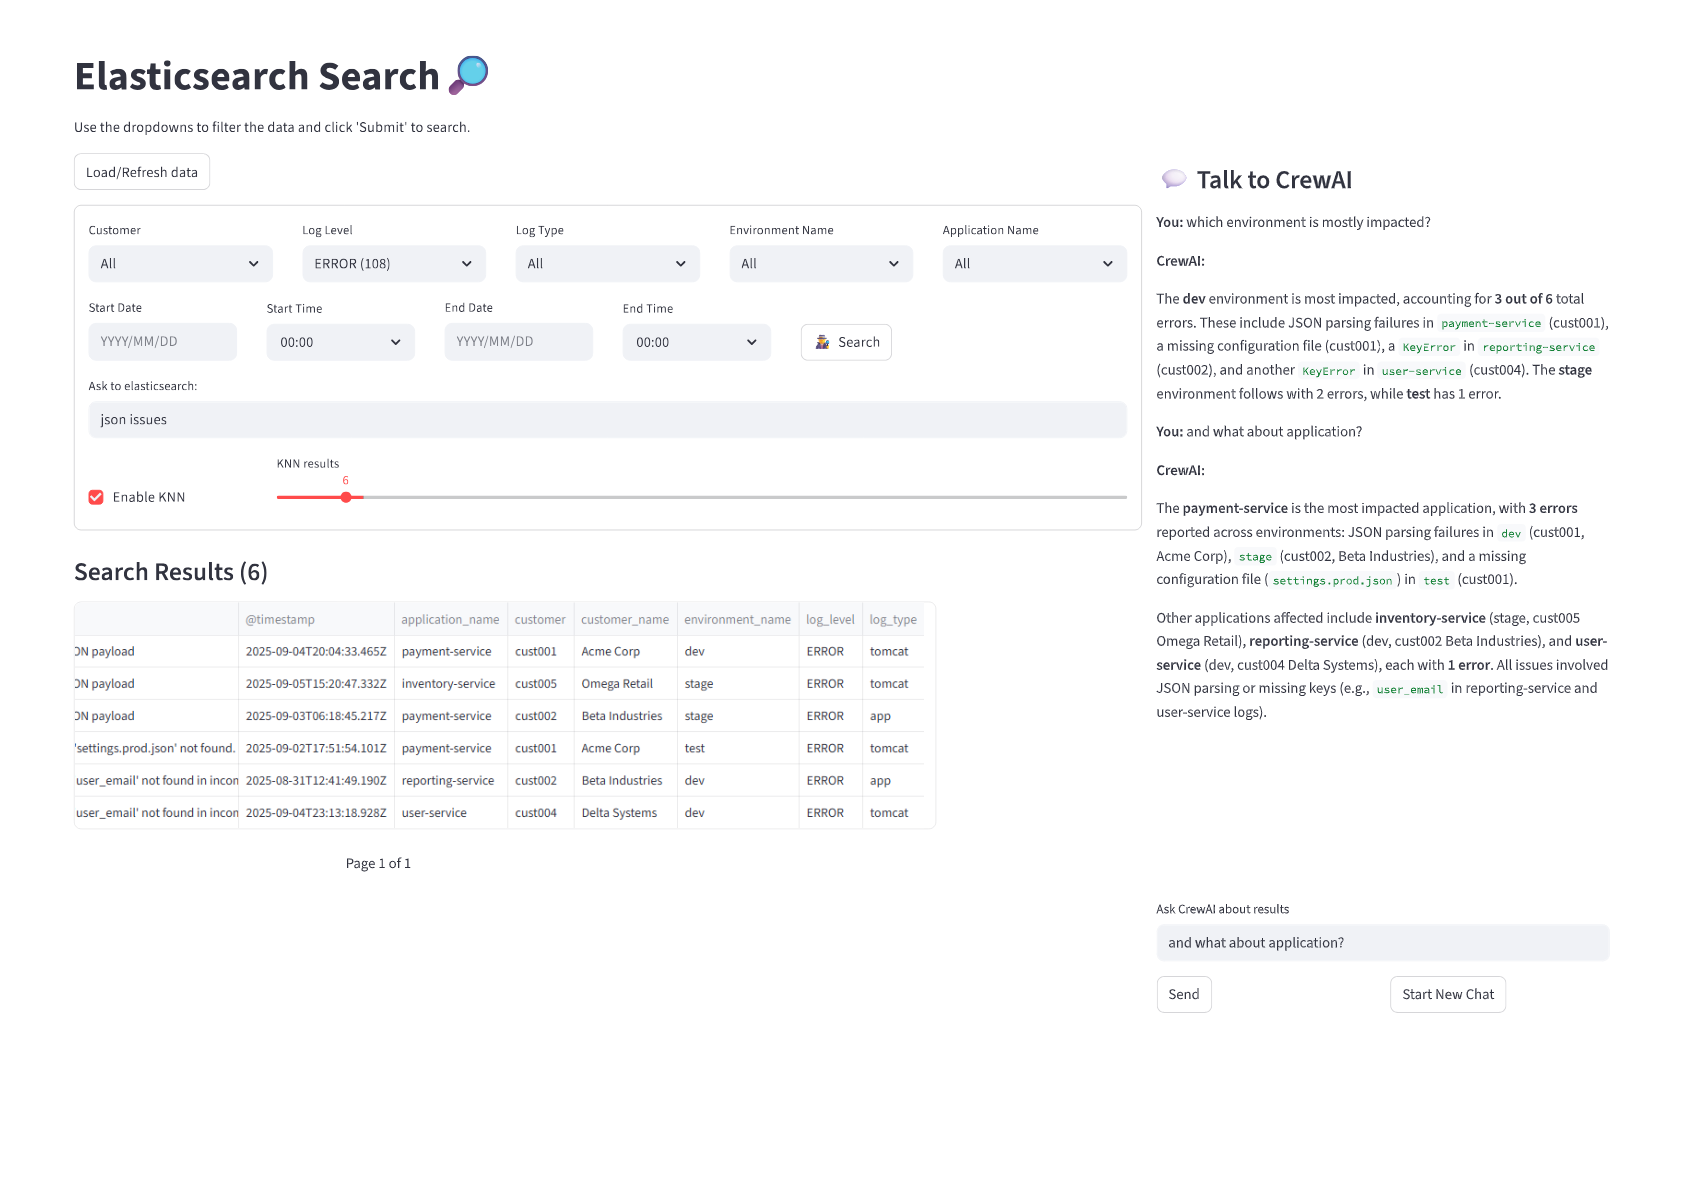 Elasticsearch Search
Use the dropdowns to filter the data and click 'Submit' to search.
Load/Refresh data
Customer Log Level Log Type Environment Name Application Name
All ERROR (108) All All All
Start Date Start Time End Date End Time
YYYY/MM/DD 00:00 YYYY/MM/DD 00:00 Search
Ask to elasticsearch:
json issues
KNN results
6
Enable KNN
Search Results (6)
@timestamp application_name customer customer_name environment_name log_level log_type
ON payload 2025-09-04T20:04:33.465Z payment-service cust001 Acme Corp dev ERROR tomcat
ON payload 2025-09-05T15:20:47.332Z inventory-service cust005 Omega Retail stage ERROR tomcat
ON payload 2025-09-03T06:18:45.217Z payment-service cust002 Beta Industries stage ERROR app
'settings.prod.json' not found. 2025-09-02T17:51:54.101Z payment-service cust001 Acme Corp test ERROR tomcat
user_email' not found in incon 2025-08-31T12:41:49.190Z reporting-service cust002 Beta Industries dev ERROR app
user_email' not found in incon 2025-09-04T23:13:18.928Z user-service cust004 Delta Systems dev ERROR tomcat
Page 1 of 1
Talk to CrewAI
You: which environment is mostly impacted?
CrewAI:
The dev environment is most impacted, accounting for 3 out of 6 total
errors. These include JSON parsing failures in payment-service (cust001),
a missing configuration file (cust001), a KeyError in reporting-service
(cust002), and another KeyError in user-service (cust004). The stage
environment follows with 2 errors, while test has 1 error.
You: and what about application?
CrewAI:
The payment-service is the most impacted application, with 3 errors
reported across environments: JSON parsing failures in dev (cust001,
Acme Corp), stage (cust002, Beta Industries), and a missing
configuration file ( settings.prod.json ) in test (cust001).
Other applications affected include inventory-service (stage, cust005
Omega Retail), reporting-service (dev, cust002 Beta Industries), and user-
service (dev, cust004 Delta Systems), each with 1 error. All issues involved
JSON parsing or missing keys (e.g., user_email in reporting-service and
user-service logs).
Ask CrewAI about results
and what about application?
Send Start New Chat